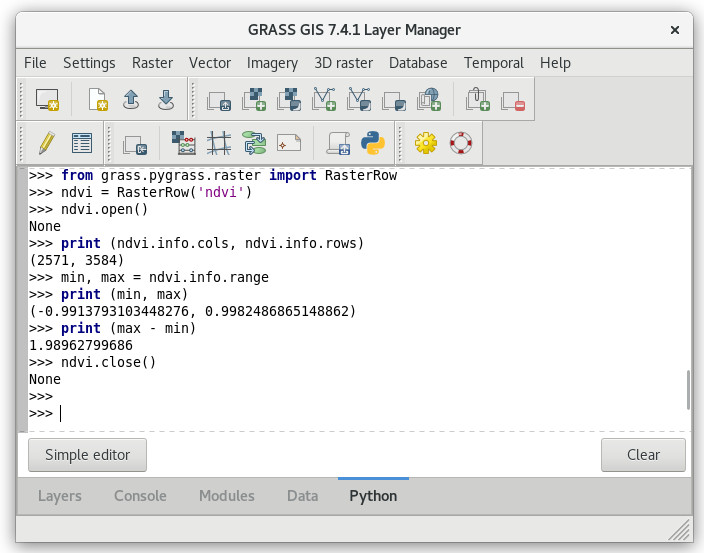 GRASS GIS 7.4.1 Layer Manager ×
File Settings Raster Vector Imagery 3D raster Database Temporal Help
>>> from grass.pygrass.raster import RasterRow
>>> ndvi = RasterRow('ndvi')
>>> ndvi.open()
None
>>> print (ndvi.info.cols, ndvi.info.rows)
(2571, 3584)
>>> min, max = ndvi.info.range
>>> print (min, max)
(-0.9913793103448276, 0.9982486865148862)
>>> print (max - min)
1.98962799686
>>> ndvi.close()
None
>>>
>>>
Simple editor Clear
Layers Console Modules Data Python